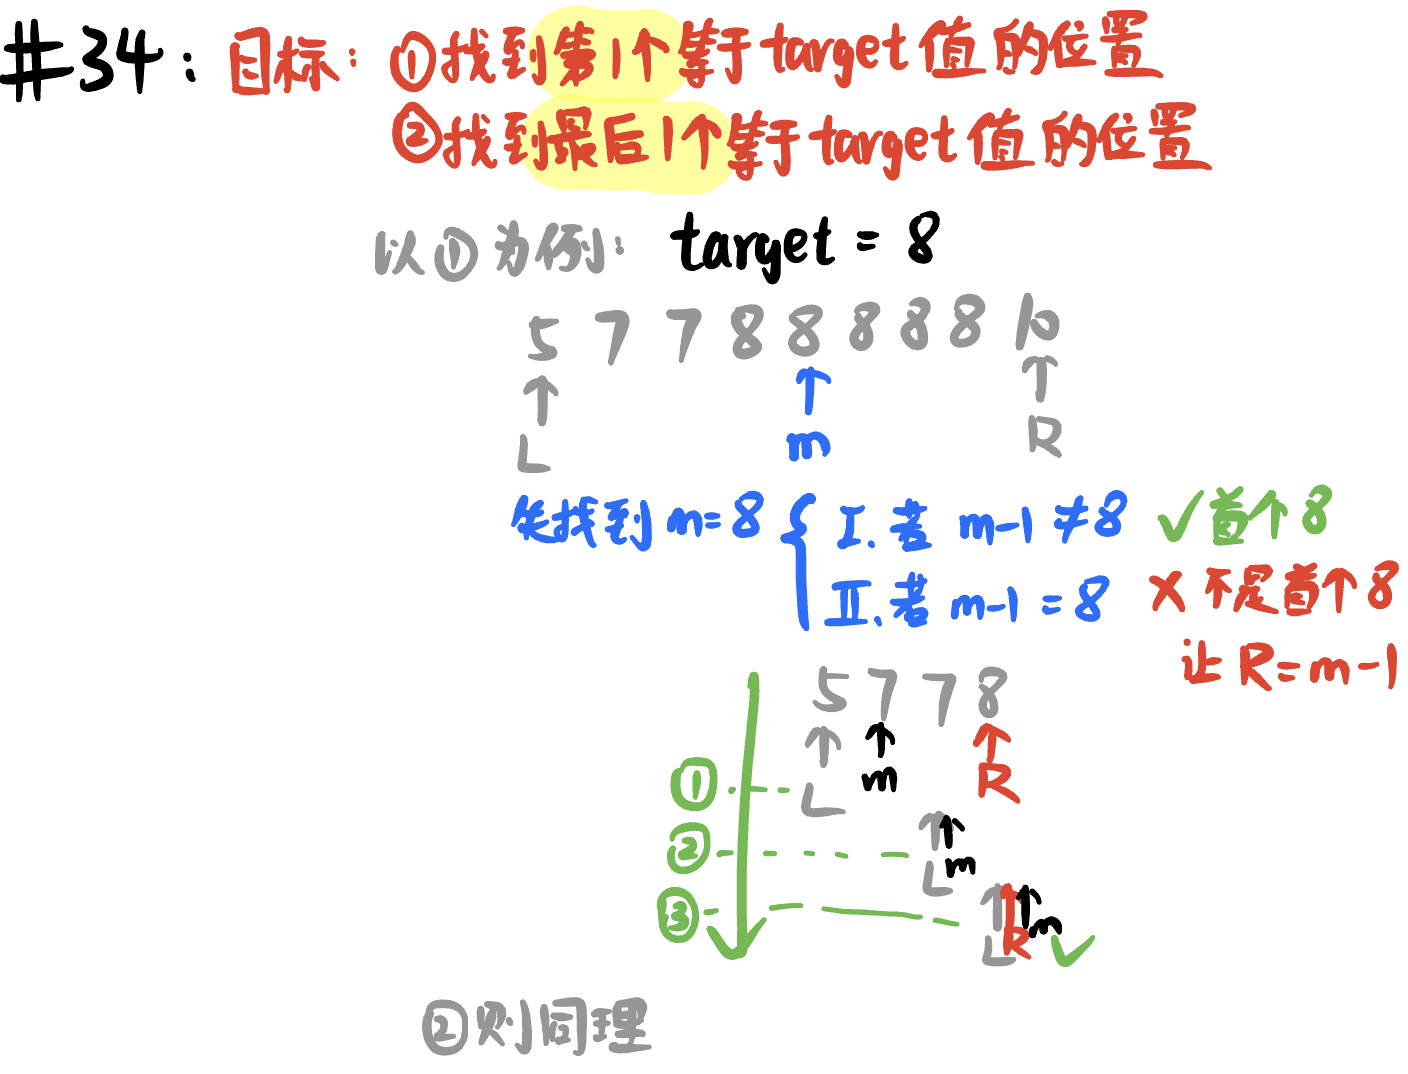 #34: 目标: ①找到第1个等于target值的位置
②找到最后1个等于target值的位置
以①为例: target = 8
5 7 7 8 8 8 8 8 10
↑ ↑ ↑
L m R
先找到m=8 { I. 若 m-1 ≠8 ✓首个8
II. 若 m-1 =8 ×不是首个8
让R=m-1
5 7 7 8
↑ ↑ ↑
① L m R
↑↑
② L m
↑↑↑
③ L R m ✓
②则同理